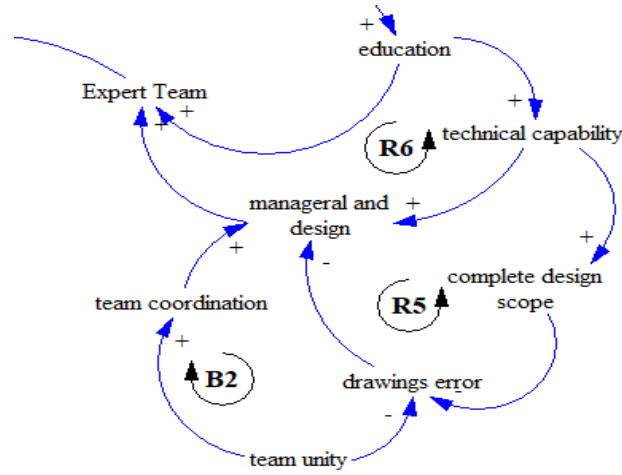 +
education
Expert Team
+
+
+
technical capability
R6
+
manageral and
design
+
+
-
complete design
scope
team coordination
R5
+
B2
drawings error
-
-
team unity